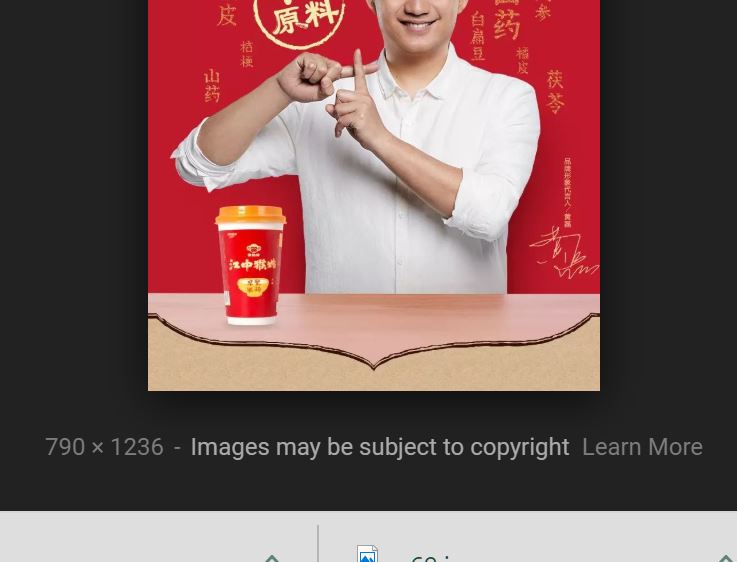 皮
原料
桔梗
山药
白扁豆
山药
橘皮
参
茯苓
品牌形象代言人／黄磊
江中猴姑
790 × 1236 - Images may be subject to copyright Learn More